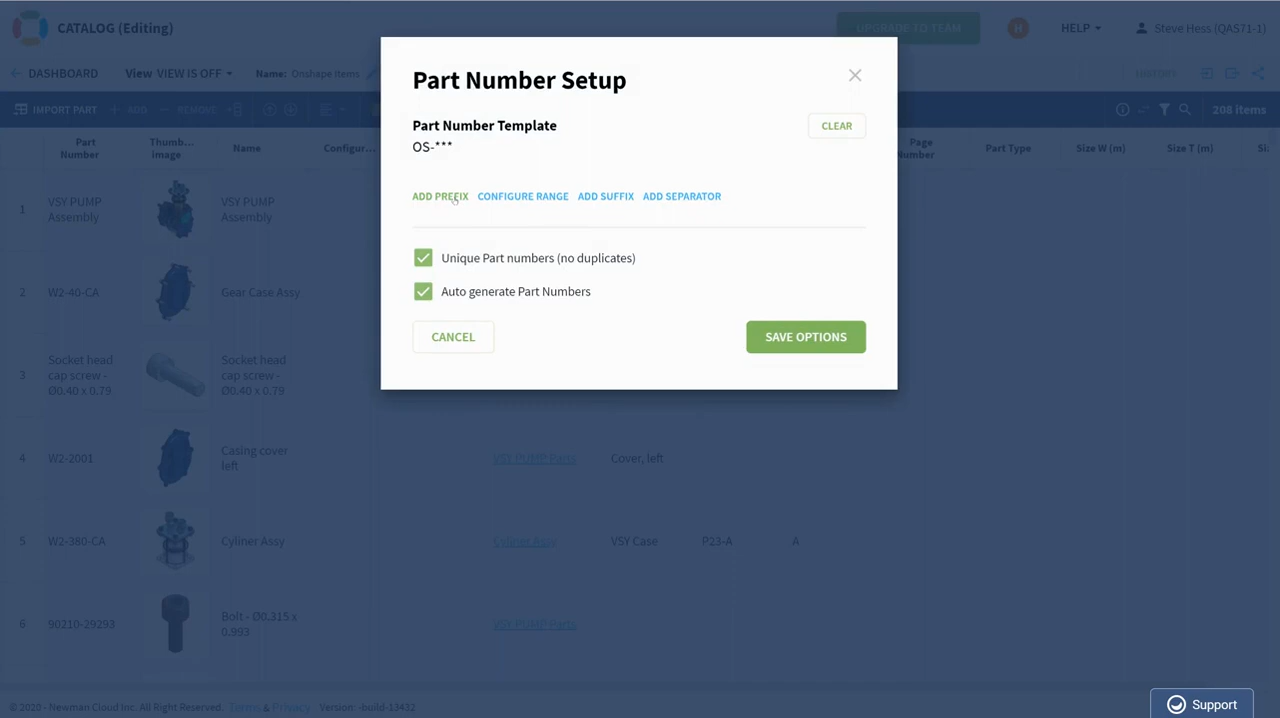 CATALOG (Editing)
UPGRADE TO TEAM
H
HELP
Steve Hess (QAS71-1)
DASHBOARD
View VIEW IS OFF
Name: Onshape Items
HISTORY
IMPORT PART
ADD
REMOVE
208 items
Part Number
Thumb... image
Name
Configur...
Page Number
Part Type
Size W (m)
Size T (m)
Si
Part Number Setup
Part Number Template
CLEAR
OS-***
ADD PREFIX CONFIGURE RANGE ADD SUFFIX ADD SEPARATOR
Unique Part numbers (no duplicates)
Auto generate Part Numbers
CANCEL
SAVE OPTIONS
1
VSY PUMP
Assembly
VSY PUMP
Assembly
2
W2-40-CA
Gear Case Assy
3
Socket head
cap screw -
Ø0.40 x 0.79
Socket head
cap screw -
Ø0.40 x 0.79
4
W2-2001
Casing cover
left
VSY PUMP Parts
Cover, left
5
W2-380-CA
Cyliner Assy
Cyliner Assy
VSY Case
P23-A
A
6
90210-29293
Bolt - Ø0.315 x
0.993
VSY PUMP Parts
© 2020 - Newman Cloud Inc. All Right Reserved. Terms & Privacy Version: -build-13432
Support